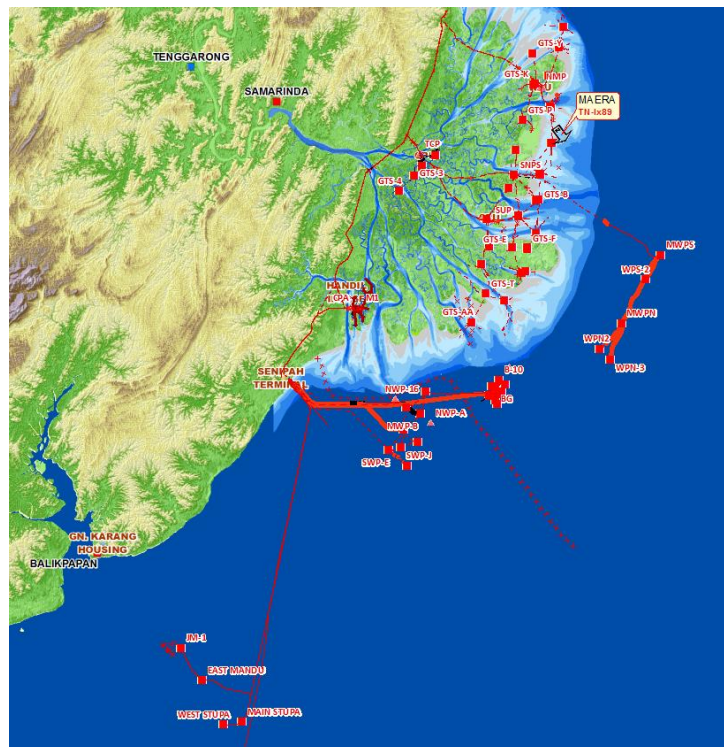 GTS-V
TENGGARONG
GTS-K
NMP
SAMARINDA
MAERA
TN-Ix89
GTS-P
TCP
GTS-3
SNPS
GTS-4
GTS-B
SUP
GTS-E
GTS-F
MWPS
WPS-2
GTS-T
CPA
M1
GTS-AA
MWPN
WPN2
WPN-3
SENIPAH
TERMINAL
B-10
NWP-16
BG
NWP-A
MWP-B
SWP-J
SWP-E
GN. KARANG
HOUSING
BALIKPAPAN
JM-1
EAST MANDU
WEST STUPA
MAIN STUPA